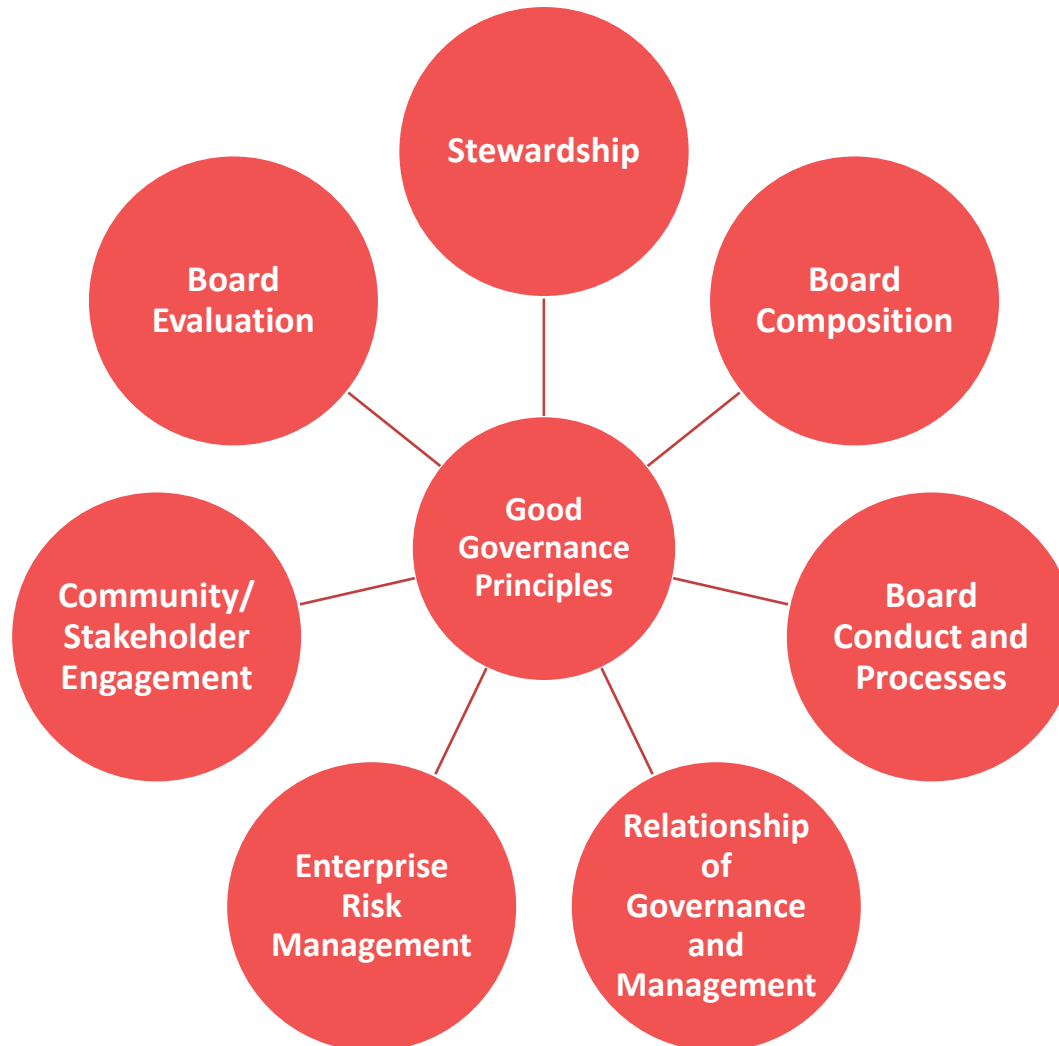 Stewardship
Board
Evaluation
Board
Composition
Good
Governance
Principles
Community/
Stakeholder
Engagement
Board
Conduct and
Processes
Enterprise
Risk
Management
Relationship
of
Governance
and
Management